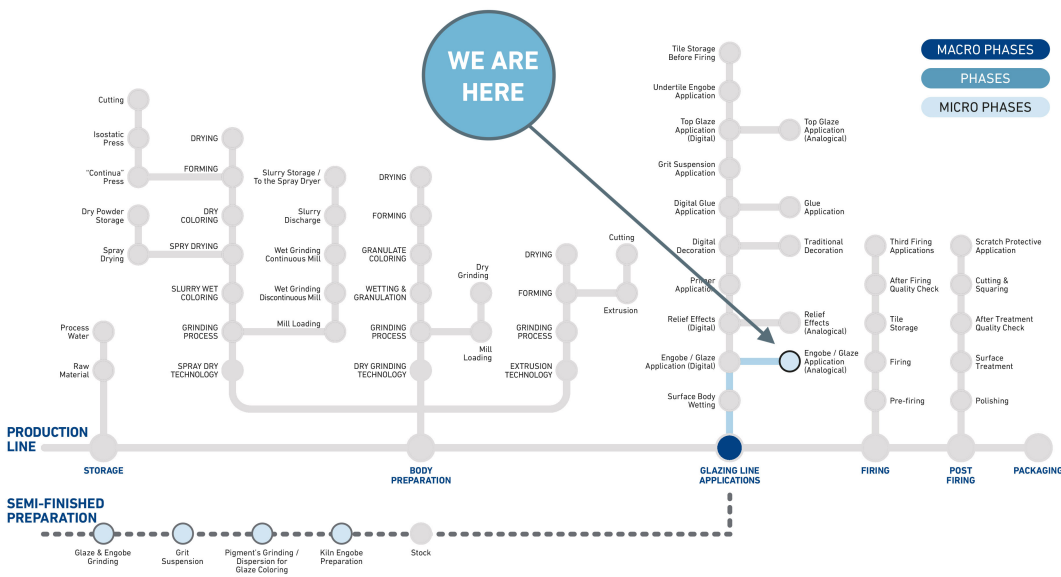 WE ARE
HERE
MACRO PHASES
PHASES
MICRO PHASES
Cutting
Isostatic
Press
"Continua"
Press
Dry Powder
Storage
Spray
Drying
Process
Water
Raw
Material
DRYING
FORMING
DRY
COLORING
SPRY DRYING
SLURRY WET
COLORING
GRINDING
PROCESS
SPRAY DRY
TECHNOLOGY
Slurry Storage /
To the Spray Dryer
Slurry
Discharge
Wet Grinding
Continuous Mill
Wet Grinding
Discontinuous Mill
Mill Loading
DRYING
FORMING
GRANULATE
COLORING
WETTING &
GRANULATION
GRINDING
PROCESS
DRY GRINDING
TECHNOLOGY
Dry
Grinding
Mill
Loading
DRYING
FORMING
GRINDING
PROCESS
EXTRUSION
TECHNOLOGY
Cutting
Extrusion
Tile Storage
Before Firing
Undertile Engobe
Application
Top Glaze
Application
(Digital)
Top Glaze
Application
(Analogical)
Grit Suspension
Application
Digital Glue
Application
Glue
Application
Digital
Decoration
Traditional
Decoration
Primer
Application
Relief Effects
(Digital)
Relief
Effects
(Analogical)
Engobe / Glaze
Application (Digital)
Engobe / Glaze
Application
(Analogical)
Surface Body
Wetting
Third Firing
Applications
After Firing
Quality Check
Tile
Storage
Firing
Pre-firing
Scratch Protective
Application
Cutting &
Squaring
After Treatment
Quality Check
Surface
Treatment
Polishing
PRODUCTION
LINE
STORAGE
BODY
PREPARATION
GLAZING LINE
APPLICATIONS
FIRING
POST
FIRING
PACKAGING
SEMI-FINISHED
PREPARATION
Glaze & Engobe
Grinding
Grit
Suspension
Pigment's Grinding /
Dispersion for
Glaze Coloring
Kiln Engobe
Preparation
Stock